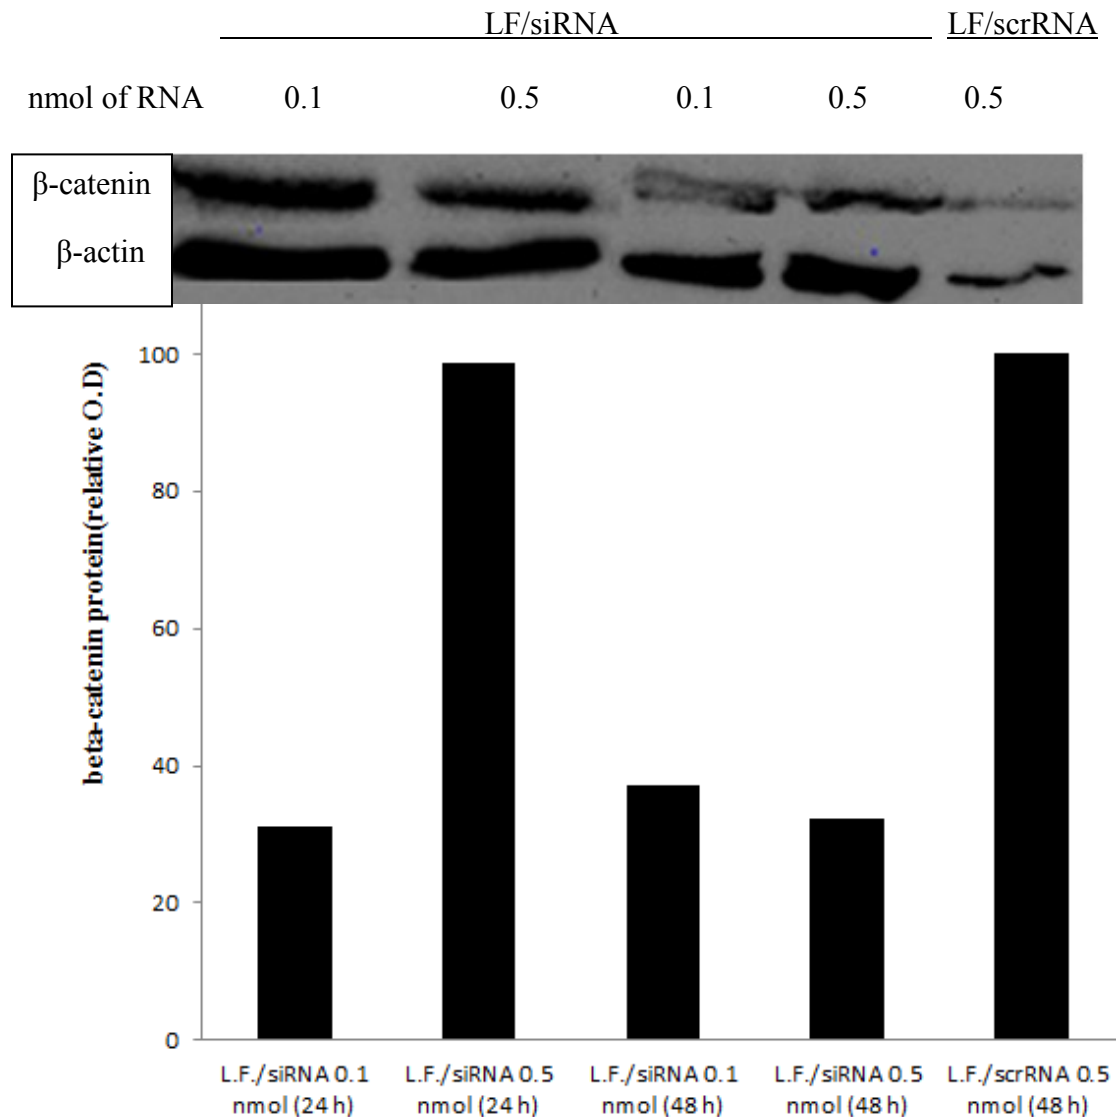 LF/siRNA LF/scrRNA
nmol of RNA 0.1 0.5 0.1 0.5 0.5
β-catenin
β-actin
beta-catenin protein(relative O.D)
100
80
60
40
20
0
L.F./siRNA 0.1 L.F./siRNA 0.5 L.F./siRNA 0.1 L.F./siRNA 0.5 L.F./scrRNA 0.5
nmol (24 h) nmol (24 h) nmol (48 h) nmol (48 h) nmol (48 h)